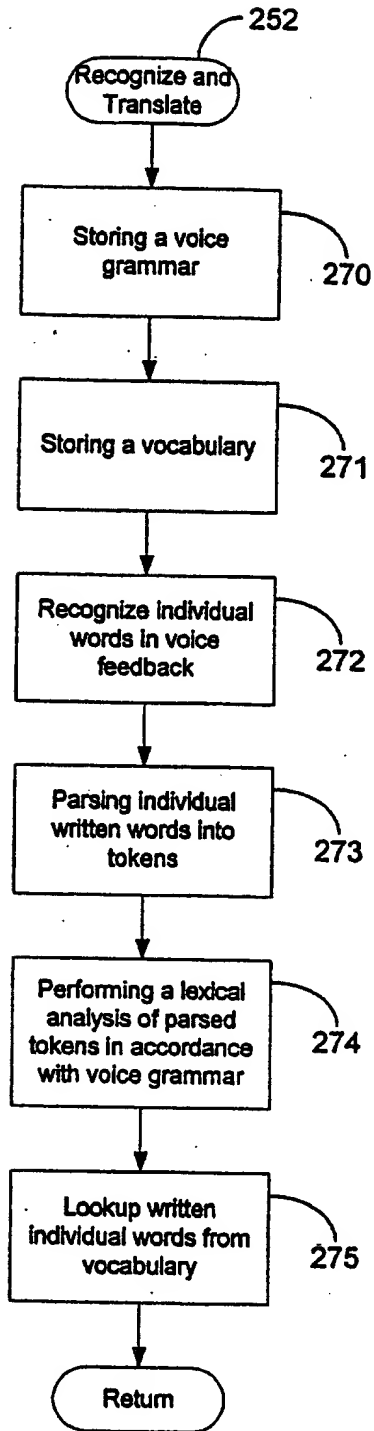 252
Recognize and
Translate
Storing a voice
grammar
270
Storing a vocabulary
271
Recognize individual
words in voice
feedback
272
Parsing individual
written words into
tokens
273
Performing a lexical
analysis of parsed
tokens in accordance
with voice grammar
274
Lookup written
individual words from
vocabulary
275
Return